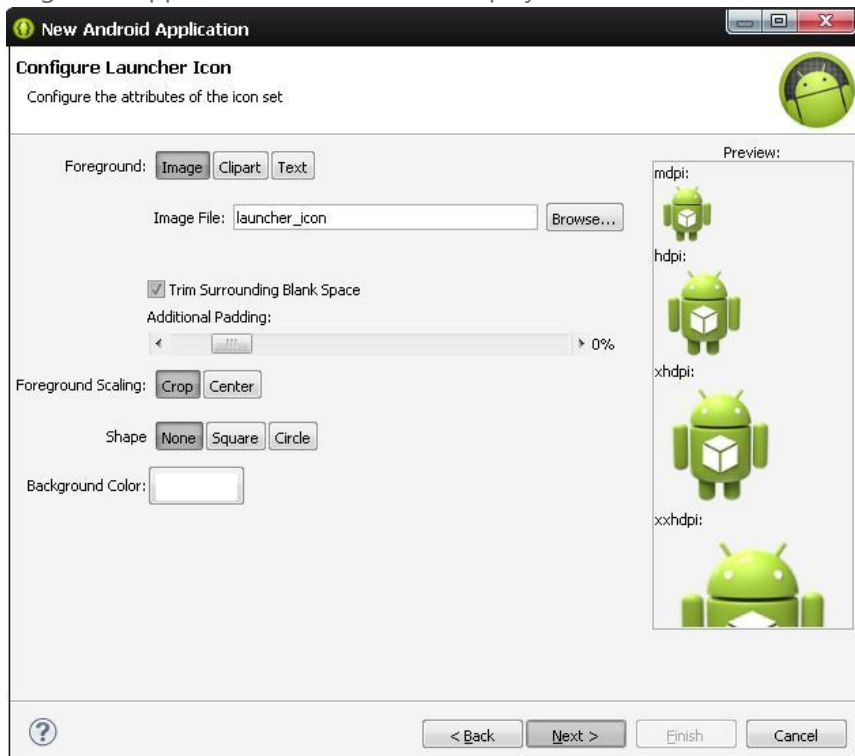 New Android Application
Configure Launcher Icon
Configure the attributes of the icon set
Foreground: Image Clipart Text
Image File: launcher_icon Browse...
Trim Surrounding Blank Space
Additional Padding:
0%
Foreground Scaling: Crop Center
Shape None Square Circle
Background Color:
Preview:
mdpi:
hdpi:
xhdpi:
xxhdpi:
? < Back Next > Finish Cancel